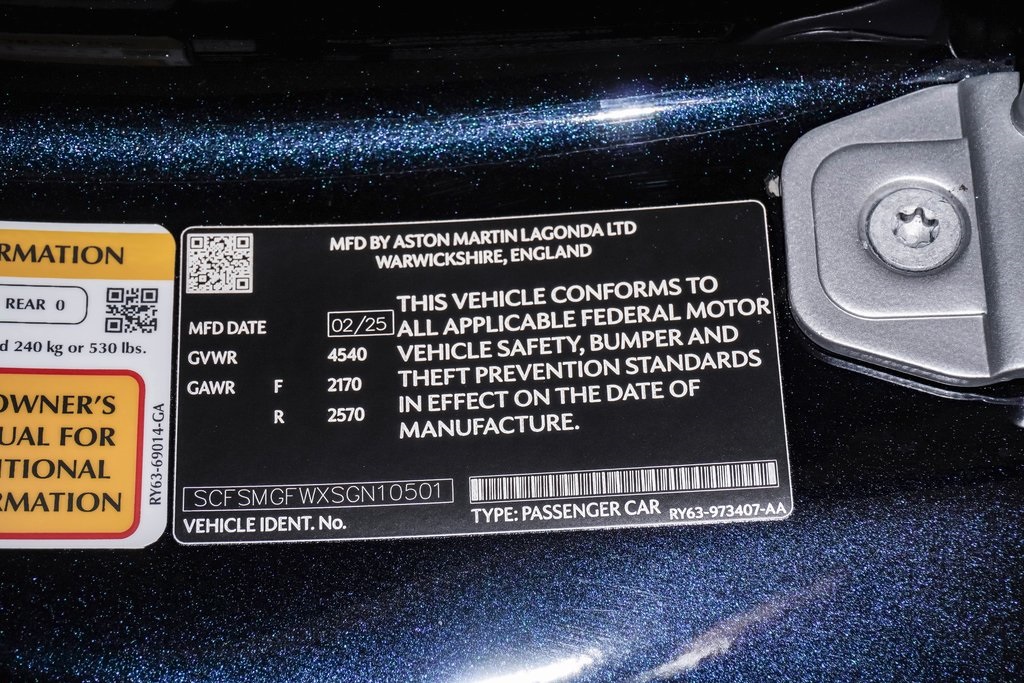 RMATION
REAR 0
d 240 kg or 530 lbs.
OWNER'S
UAL FOR
ITIONAL
RMATION
RY63-69014-GA
MFD BY ASTON MARTIN LAGONDA LTD
WARWICKSHIRE, ENGLAND
MFD DATE 02/25
GVWR 4540
GAWR F 2170
R 2570
THIS VEHICLE CONFORMS TO
ALL APPLICABLE FEDERAL MOTOR
VEHICLE SAFETY, BUMPER AND
THEFT PREVENTION STANDARDS
IN EFFECT ON THE DATE OF
MANUFACTURE.
SCFSMGFWXSGN10501
VEHICLE IDENT. No.
TYPE: PASSENGER CAR RY63-973407-AA